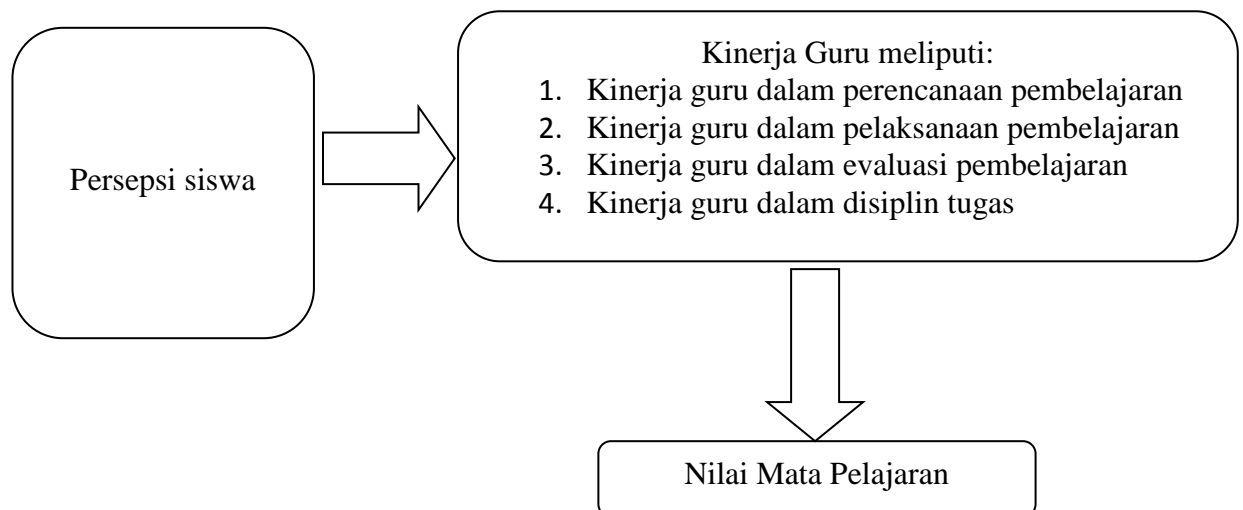 Persepsi siswa
Kinerja Guru meliputi:
1. Kinerja guru dalam perencanaan pembelajaran
2. Kinerja guru dalam pelaksanaan pembelajaran
3. Kinerja guru dalam evaluasi pembelajaran
4. Kinerja guru dalam disiplin tugas
Nilai Mata Pelajaran